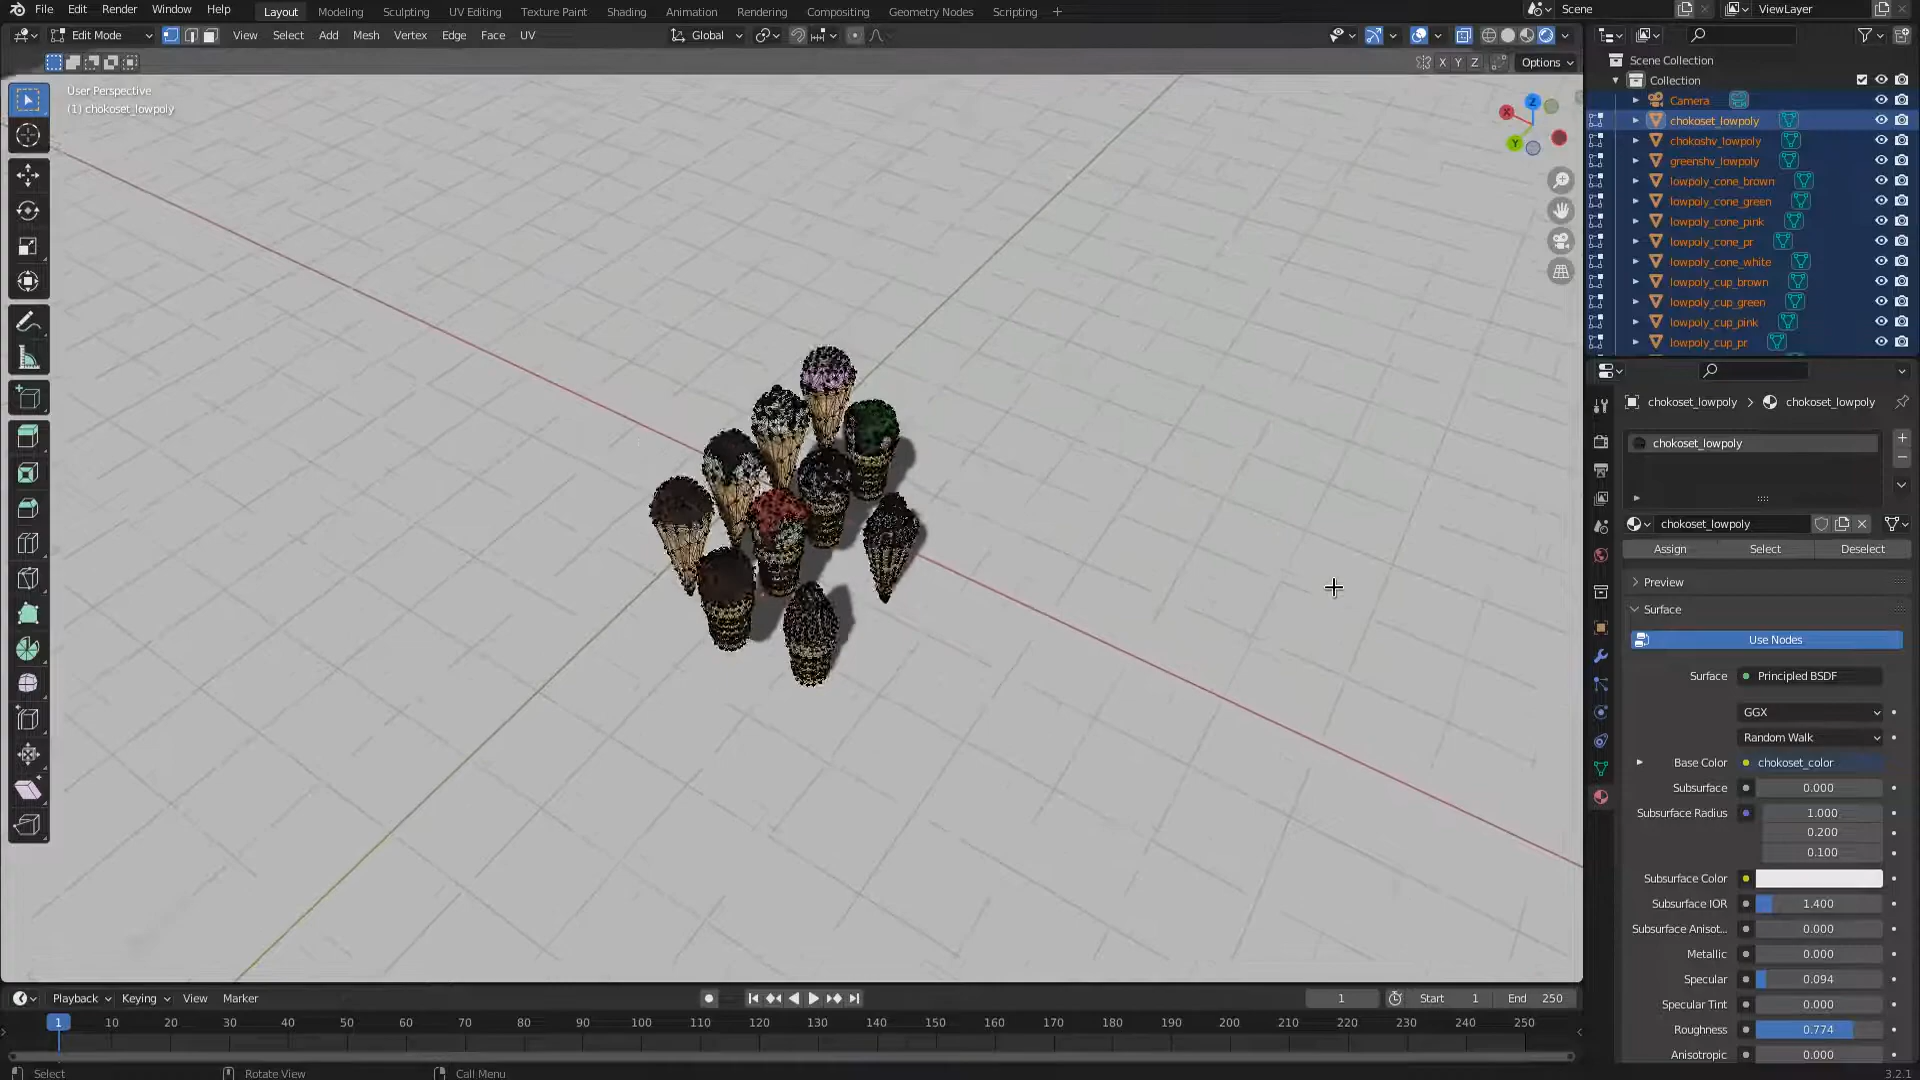 File Edit Render Window Help Layout Modeling Sculpting UV Editing Texture Paint Shading Animation Rendering Compositing Geometry Nodes Scripting + Scene ViewLayer
Edit Mode View Select Add Mesh Vertex Edge Face UV Global
X Y Z Options
User Perspective
(1) chokoset_lowpoly
X
Y
Z
Scene Collection
Collection
Camera
chokoset_lowpoly
chokoshv_lowpoly
greenshv_lowpoly
lowpoly_cone_brown
lowpoly_cone_green
lowpoly_cone_pink
lowpoly_cone_pr
lowpoly_cone_white
lowpoly_cup_brown
lowpoly_cup_green
lowpoly_cup_pink
lowpoly_cup_pr
chokoset_lowpoly > chokoset_lowpoly
chokoset_lowpoly
chokoset_lowpoly
Assign Select Deselect
Preview
Surface
Use Nodes
Surface Principled BSDF
GGX
Random Walk
Base Color chokoset_color
Subsurface 0.000
Subsurface Radius 1.000
0.200
0.100
Subsurface Color
Subsurface IOR 1.400
Subsurface Anisot... 0.000
Metallic 0.000
Specular 0.094
Specular Tint 0.000
Roughness 0.774
Anisotropic 0.000
Playback Keying View Marker 1 Start 1 End 250
1 10 20 30 40 50 60 70 80 90 100 110 120 130 140 150 160 170 180 190 200 210 220 230 240 250
Select Rotate View Call Menu 3.2.1